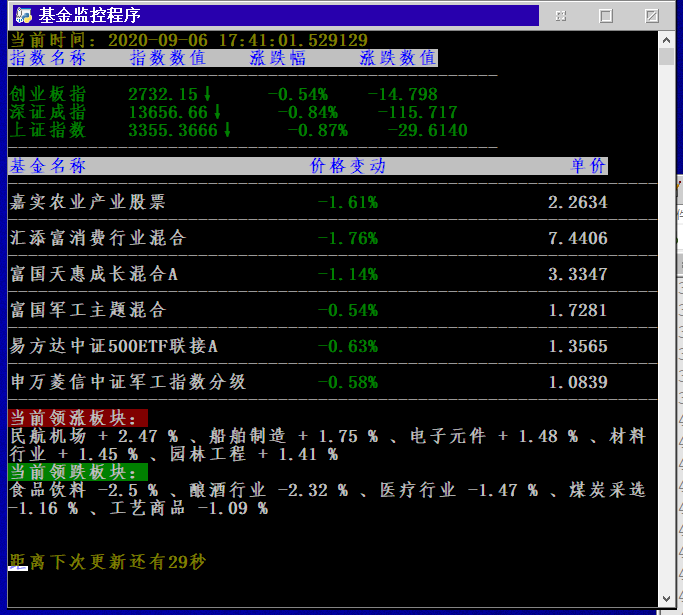 基金监控程序
当前时间: 2020-09-06 17:41:01.529129
指数名称 指数数值 涨跌幅 涨跌数值
创业板指 2732.15↓ -0.54% -14.798
深证成指 13656.66↓ -0.84% -115.717
上证指数 3355.3666↓ -0.87% -29.6140
基金名称 价格变动 单价
嘉实农业产业股票 -1.61% 2.2634
汇添富消费行业混合 -1.76% 7.4406
富国天惠成长混合A -1.14% 3.3347
富国军工主题混合 -0.54% 1.7281
易方达中证500ETF联接A -0.63% 1.3565
申万菱信中证军工指数分级 -0.58% 1.0839
当前领涨板块:
民航机场 + 2.47 % 、船舶制造 + 1.75 % 、电子元件 + 1.48 % 、材料
行业 + 1.45 % 、园林工程 + 1.41 %
当前领跌板块:
食品饮料 -2.5 % 、酿酒行业 -2.32 % 、医疗行业 -1.47 % 、煤炭采选
-1.16 % 、工艺商品 -1.09 %
距离下次更新还有29秒